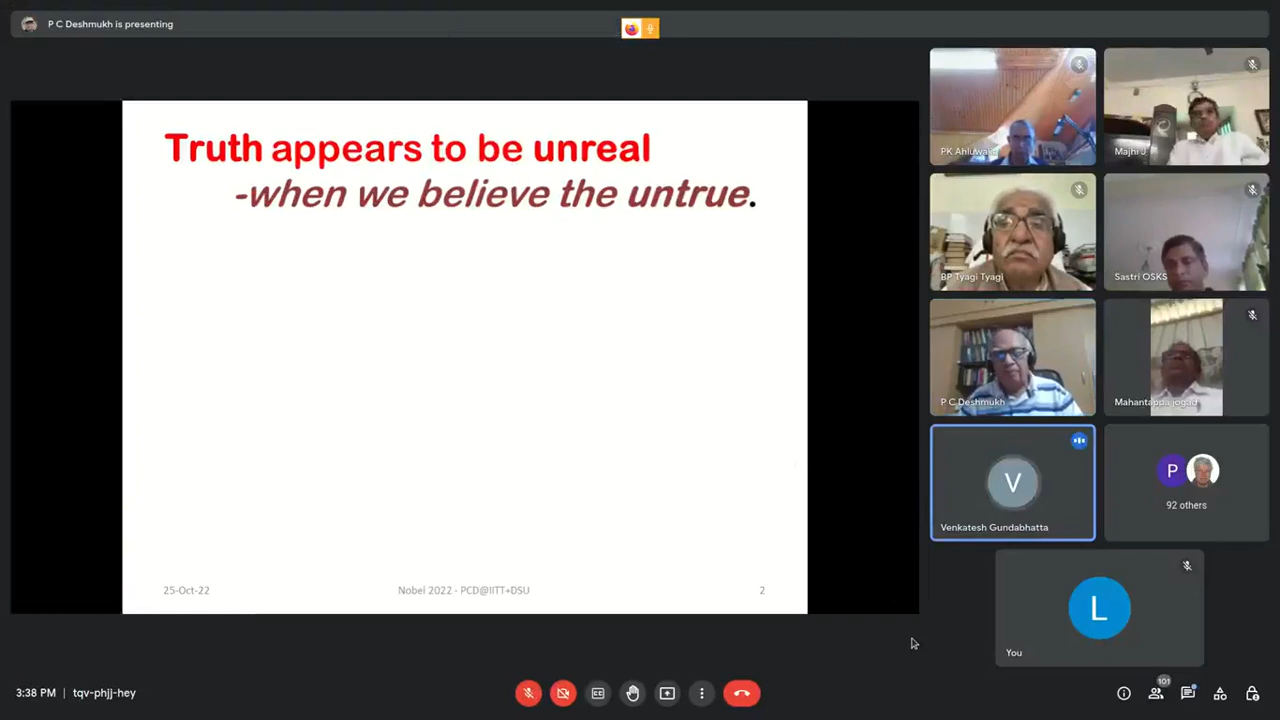 P C Deshmukh is presenting
Truth appears to be unreal
-when we believe the untrue.
25-Oct-22
Nobel 2022 - PCD@IITT+DSU
2
PK Ahluwalia
Majhi J
BP Tyagi Tyagi
Sastri OSKS
P C Deshmukh
Mahantappa jogad
V
Venkatesh Gundabhatta
P
92 others
L
You
3:38 PM | tqv-phjj-hey
CC
101